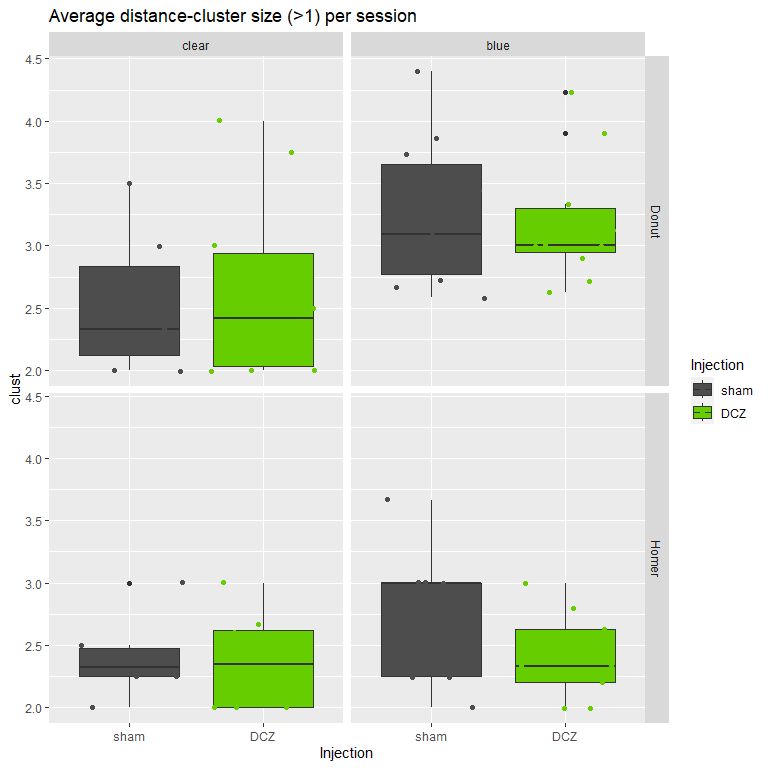 Average distance-cluster size (>1) per session
clear
blue
4.5
4.0
3.5
3.0
2.5
2.0
Donut
4.5
4.0
3.5
3.0
2.5
2.0
Homer
clust
sham
DCZ
sham
DCZ
Injection
Injection
sham
DCZ